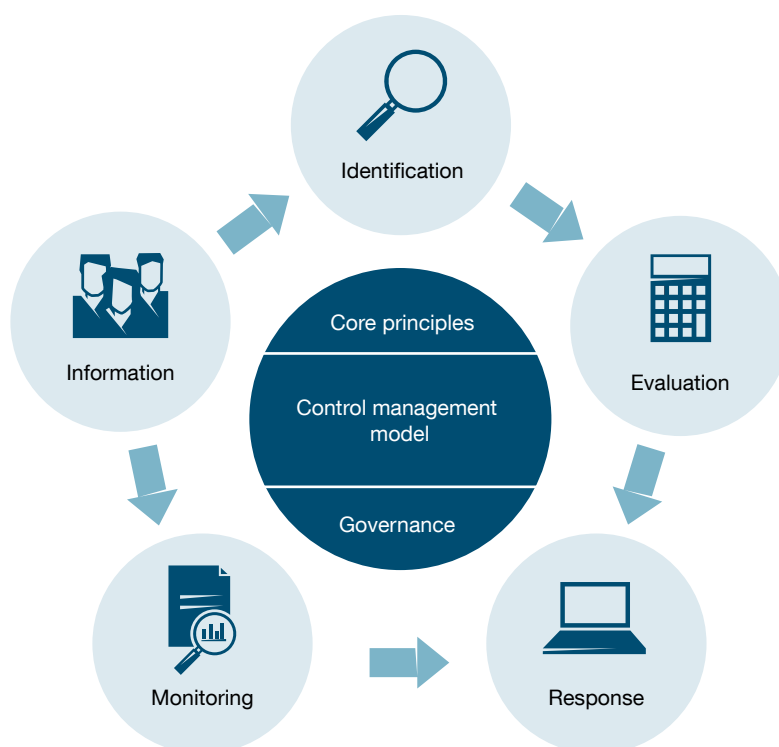 Identification
Core principles
Information
Evaluation
Control management
model
Governance
Monitoring
Response